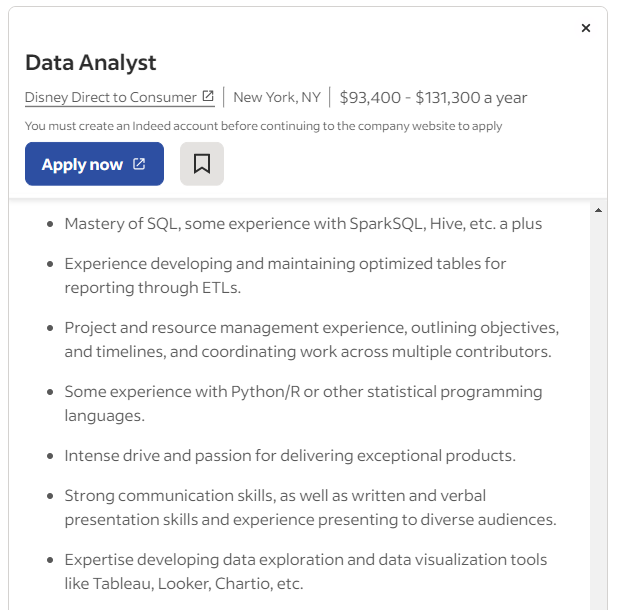 Data Analyst
Disney Direct to Consumer New York, NY $93,400 - $131,300 a year
You must create an Indeed account before continuing to the company website to apply
Apply now
• Mastery of SQL, some experience with SparkSQL, Hive, etc. a plus
• Experience developing and maintaining optimized tables for
reporting through ETLs.
• Project and resource management experience, outlining objectives,
and timelines, and coordinating work across multiple contributors.
• Some experience with Python/R or other statistical programming
languages.
• Intense drive and passion for delivering exceptional products.
• Strong communication skills, as well as written and verbal
presentation skills and experience presenting to diverse audiences.
• Expertise developing data exploration and data visualization tools
like Tableau, Looker, Chartio, etc.